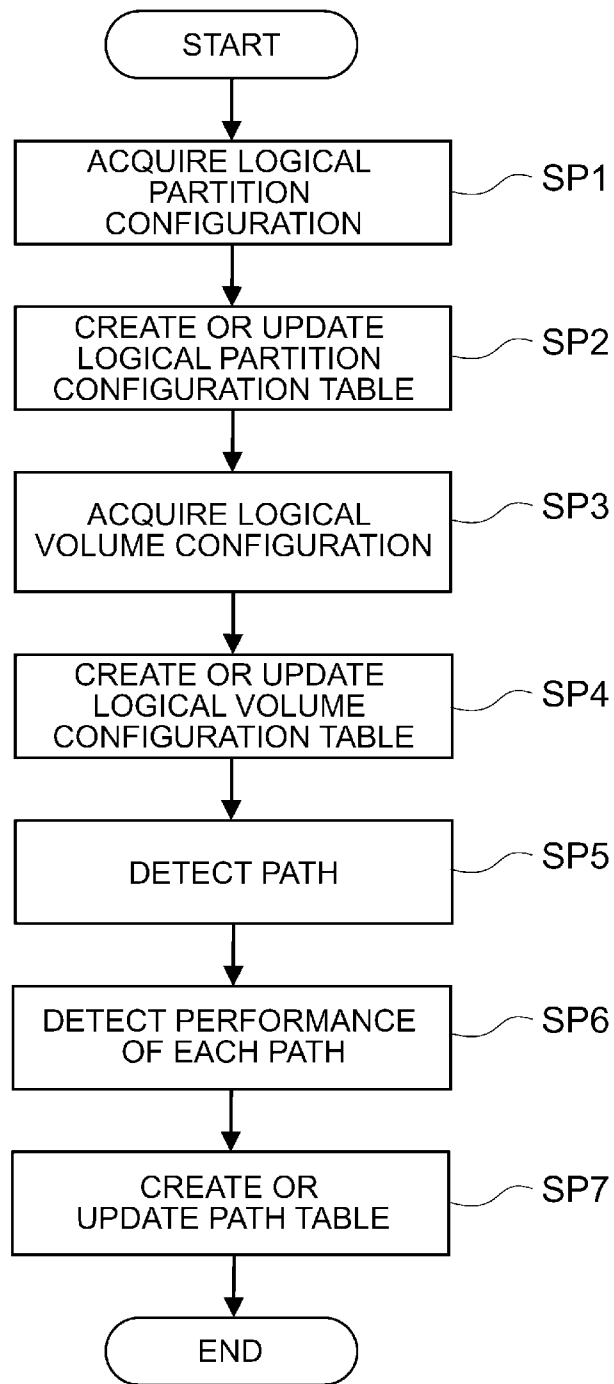 START
ACQUIRE LOGICAL
PARTITION
CONFIGURATION
SP1
CREATE OR UPDATE
LOGICAL PARTITION
CONFIGURATION TABLE
SP2
ACQUIRE LOGICAL
VOLUME CONFIGURATION
SP3
CREATE OR UPDATE
LOGICAL VOLUME
CONFIGURATION TABLE
SP4
DETECT PATH
SP5
DETECT PERFORMANCE
OF EACH PATH
SP6
CREATE OR
UPDATE PATH TABLE
SP7
END